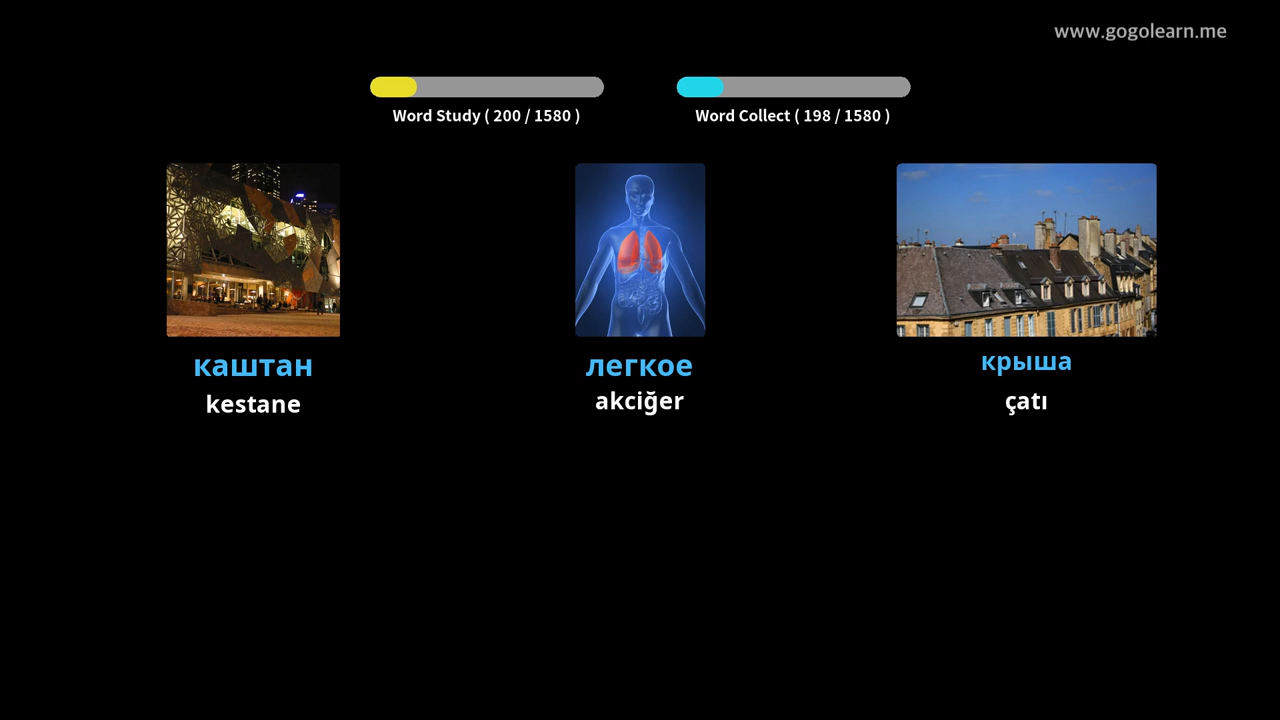 www.gogolearn.me
Word Study ( 200 / 1580 )
Word Collect ( 198 / 1580 )
каштан
kestane
легкое
akciğer
крыша
çatı